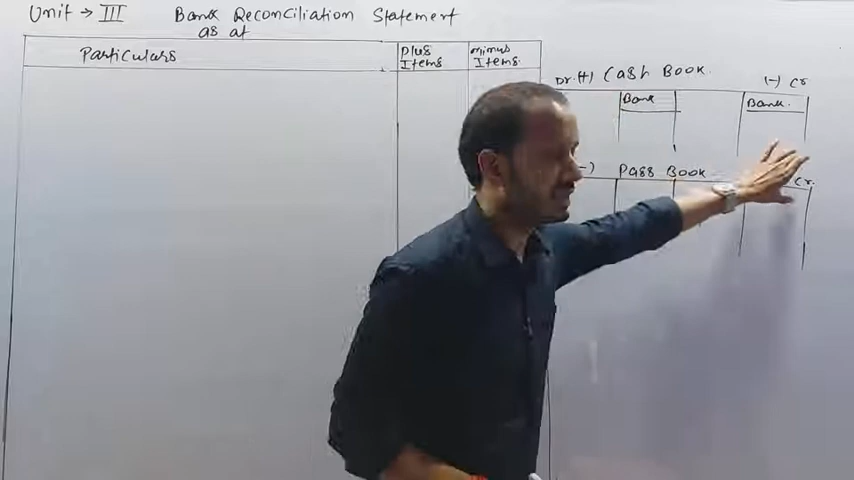 Unit → III Bank Reconciliation Statement
as at
Particulars
Plus Items
minus Items.
Dr. (+) Cash Book. (-) Cr
Bank
Bank.
-) Pass Book
Cr.